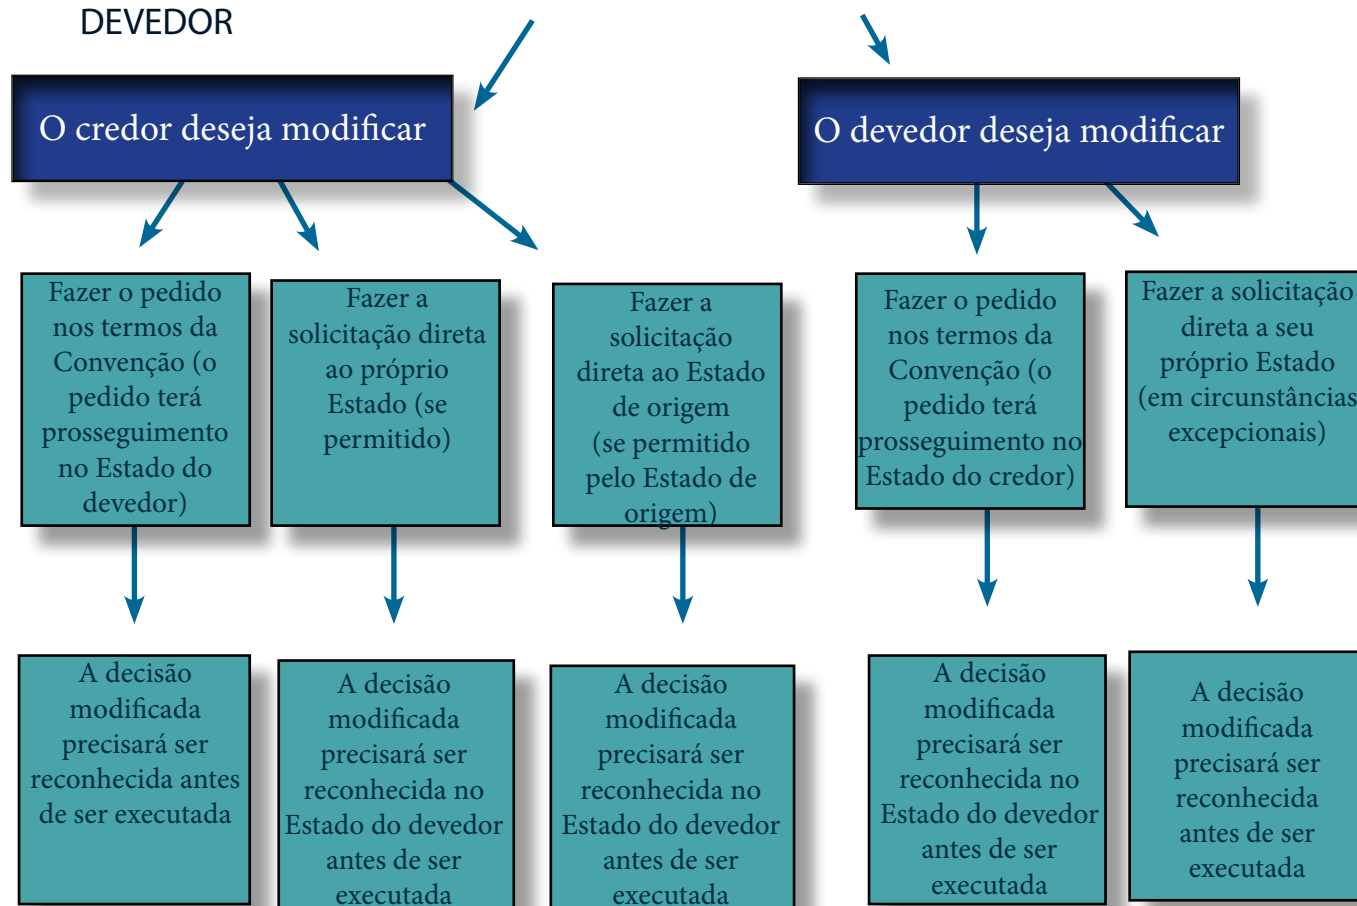 DEVEDOR
O credor deseja modificar
O devedor deseja modificar
Fazer o pedido
nos termos da
Convenção (o
pedido terá
prosseguimento
no Estado do
devedor)
Fazer a
solicitação direta
ao próprio
Estado (se
permitido)
Fazer a
solicitação
direta ao Estado
de origem
(se permitido
pelo Estado de
origem)
Fazer o pedido
nos termos da
Convenção (o
pedido terá
prosseguimento no
Estado do credor)
Fazer a solicitação
direta a seu
próprio Estado
(em circunstâncias
excepcionais)
A decisão
modificada
precisará ser
reconhecida antes
de ser executada
A decisão
modificada
precisará ser
reconhecida no
Estado do devedor
antes de ser
executada
A decisão
modificada
precisará ser
reconhecida no
Estado do devedor
antes de ser
executada
A decisão
modificada
precisará ser
reconhecida no
Estado do devedor
antes de ser
executada
A decisão
modificada
precisará ser
reconhecida
antes de ser
executada